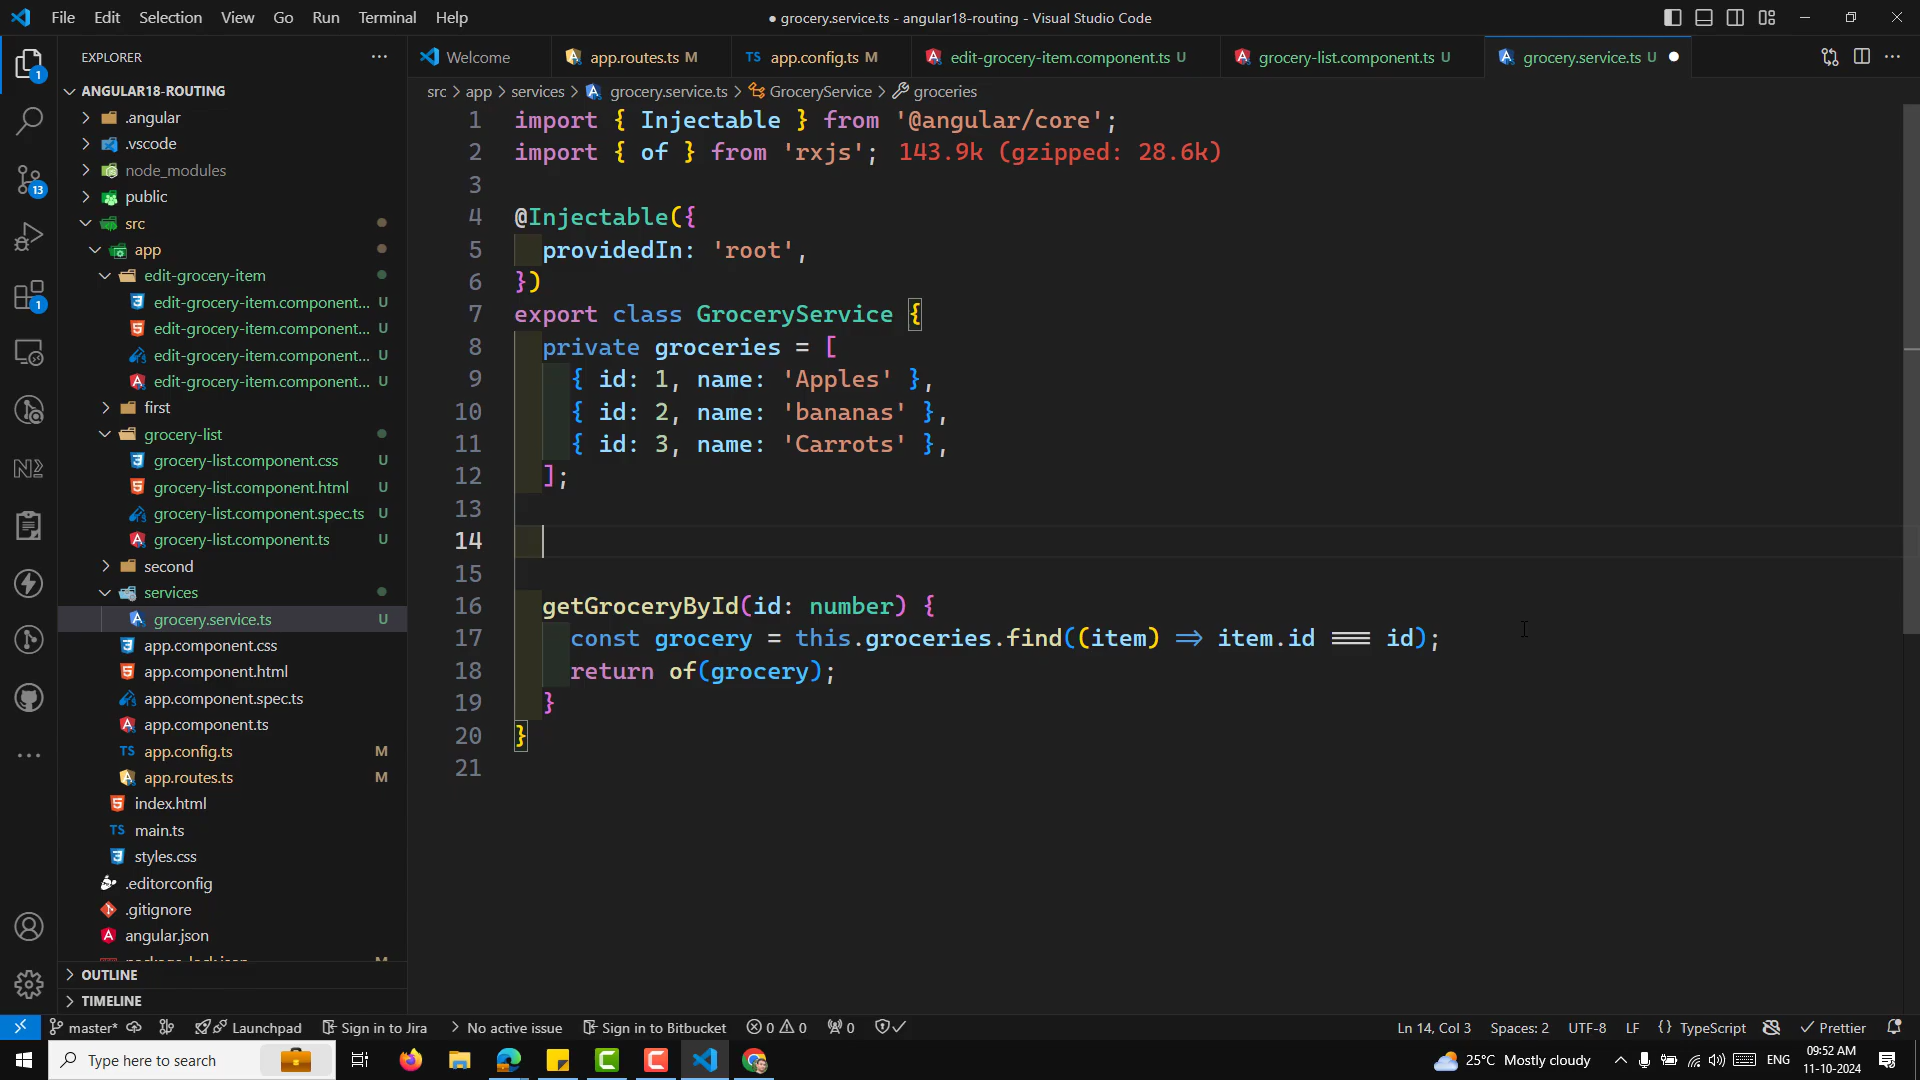 File Edit Selection View Go Run Terminal Help
● grocery.service.ts - angular18-routing - Visual Studio Code
EXPLORER
Welcome
app.routes.ts M
TS app.config.ts M
edit-grocery-item.component.ts U
grocery-list.component.ts U
grocery.service.ts U
src > app > services > grocery.service.ts > GroceryService > groceries
ANGULAR18-ROUTING
.angular
.vscode
node_modules
public
src
app
edit-grocery-item
edit-grocery-item.component... U
edit-grocery-item.component... U
edit-grocery-item.component... U
edit-grocery-item.component... U
first
grocery-list
grocery-list.component.css U
grocery-list.component.html U
grocery-list.component.spec.ts U
grocery-list.component.ts U
second
services
grocery.service.ts U
app.component.css
app.component.html
app.component.spec.ts
app.component.ts
TS app.config.ts M
app.routes.ts M
index.html
TS main.ts
styles.css
.editorconfig
.gitignore
angular.json
package-lock.json M
OUTLINE
TIMELINE
1
13
1
1 import { Injectable } from '@angular/core';
2 import { of } from 'rxjs'; 143.9k (gzipped: 28.6k)
3
4 @Injectable({
5 providedIn: 'root',
6 })
7 export class GroceryService {
8 private groceries = [
9 { id: 1, name: 'Apples' },
10 { id: 2, name: 'bananas' },
11 { id: 3, name: 'Carrots' },
12 ];
13
14
15
16 getGroceryById(id: number) {
17 const grocery = this.groceries.find((item) => item.id === id);
18 return of(grocery);
19 }
20 }
21
master* Launchpad Sign in to Jira > No active issue Sign in to Bitbucket 0 0 0
Ln 14, Col 3 Spaces: 2 UTF-8 LF {} TypeScript Prettier
Type here to search
25°C Mostly cloudy ENG
09:52 AM
11-10-2024